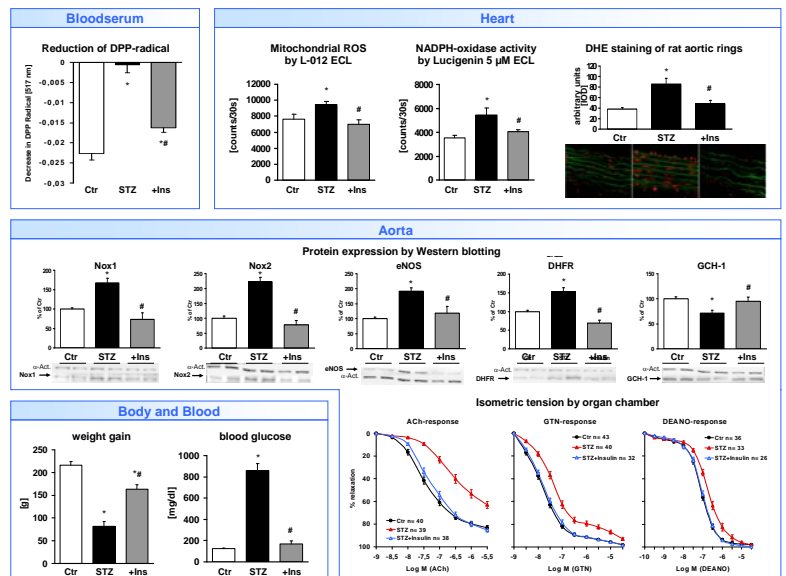 Bloodserum
Reduction of DPP-radical
Decrease in DPP Radical [517 nm]
0
-0,005
-0,01
-0,015
-0,02
-0,025
-0,03
*
*#
Ctr STZ +Ins
Heart
Mitochondrial ROS
by L-012 ECL
[counts/30s]
12000
10000
8000
6000
4000
2000
0
*
#
Ctr STZ +Ins
NADPH-oxidase activity
by Lucigenin 5 µM ECL
[counts/30s]
8000
6000
4000
2000
0
*
#
Ctr STZ +Ins
DHE staining of rat aortic rings
arbitrary units
[IOD]
120
100
80
60
40
20
0
*
#
Ctr STZ +Ins
Aorta
Protein expression by Western blotting
Nox1
% of Ctr
200
150
100
50
0
*
#
Ctr STZ +Ins
α-Act.
Nox1
Nox2
% of Ctr
250
200
150
100
50
0
*
#
Ctr STZ +Ins
α-Act.
Nox2
eNOS
% of Ctr
250
200
150
100
50
0
*
#
Ctr STZ +Ins
eNOS
α-Act.
DHFR
% of Ctr
200
150
100
50
0
*
#
α-Act.
DHFR
GCH-1
% of Ctr
150
100
50
0
*
#
Ctr STZ +Ins
α-Act.
GCH-1
Body and Blood
weight gain
[g]
250
200
150
100
50
0
*
*#
Ctr STZ +Ins
blood glucose
[mg/dl]
1000
800
600
400
200
0
*
#
Ctr STZ +Ins
Isometric tension by organ chamber
ACh-response
% relaxation
0
20
40
60
80
100
Ctr n= 40
STZ n= 39
STZ+Insulin n= 38
-9 -8,5 -8 -7,5 -7 -6,5 -6 -5,5
Log M (ACh)
GTN-response
Ctr n= 43
STZ n= 40
STZ+Insulin n= 32
-9 -8 -7 -6 -5
Log M (GTN)
DEANO-response
Ctr n= 36
STZ n= 33
STZ+Insulin n= 26
-10 -9 -8 -7 -6 -5
Log M (DEANO)